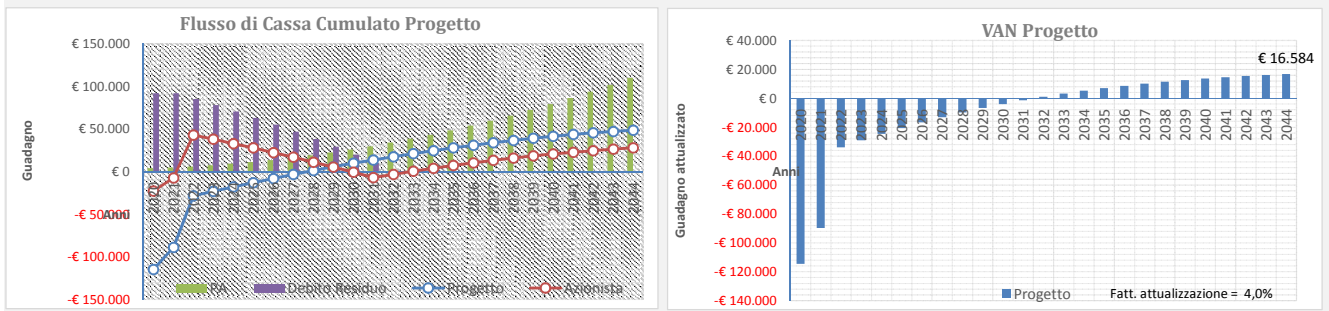 Flusso di Cassa Cumulato Progetto
Guadagno
€ 150.000
€ 100.000
€ 50.000
€ 0
-€ 50.000
-€ 100.000
-€ 150.000
Anni
2020 2021 2022 2023 2024 2025 2026 2027 2028 2029 2030 2031 2032 2033 2034 2035 2036 2037 2038 2039 2040 2041 2042 2043 2044
PA Debito Residuo Progetto Azionista
VAN Progetto
Guadagno attualizzato
€ 40.000
€ 20.000
€ 0
-€ 20.000
-€ 40.000
-€ 60.000
-€ 80.000
-€ 100.000
-€ 120.000
-€ 140.000
€ 16.584
2020 2021 2022 2023 2024 2025 2026 2027 2028 2029 2030 2031 2032 2033 2034 2035 2036 2037 2038 2039 2040 2041 2042 2043 2044
Anni
Progetto Fatt. attualizzazione = 4,0%